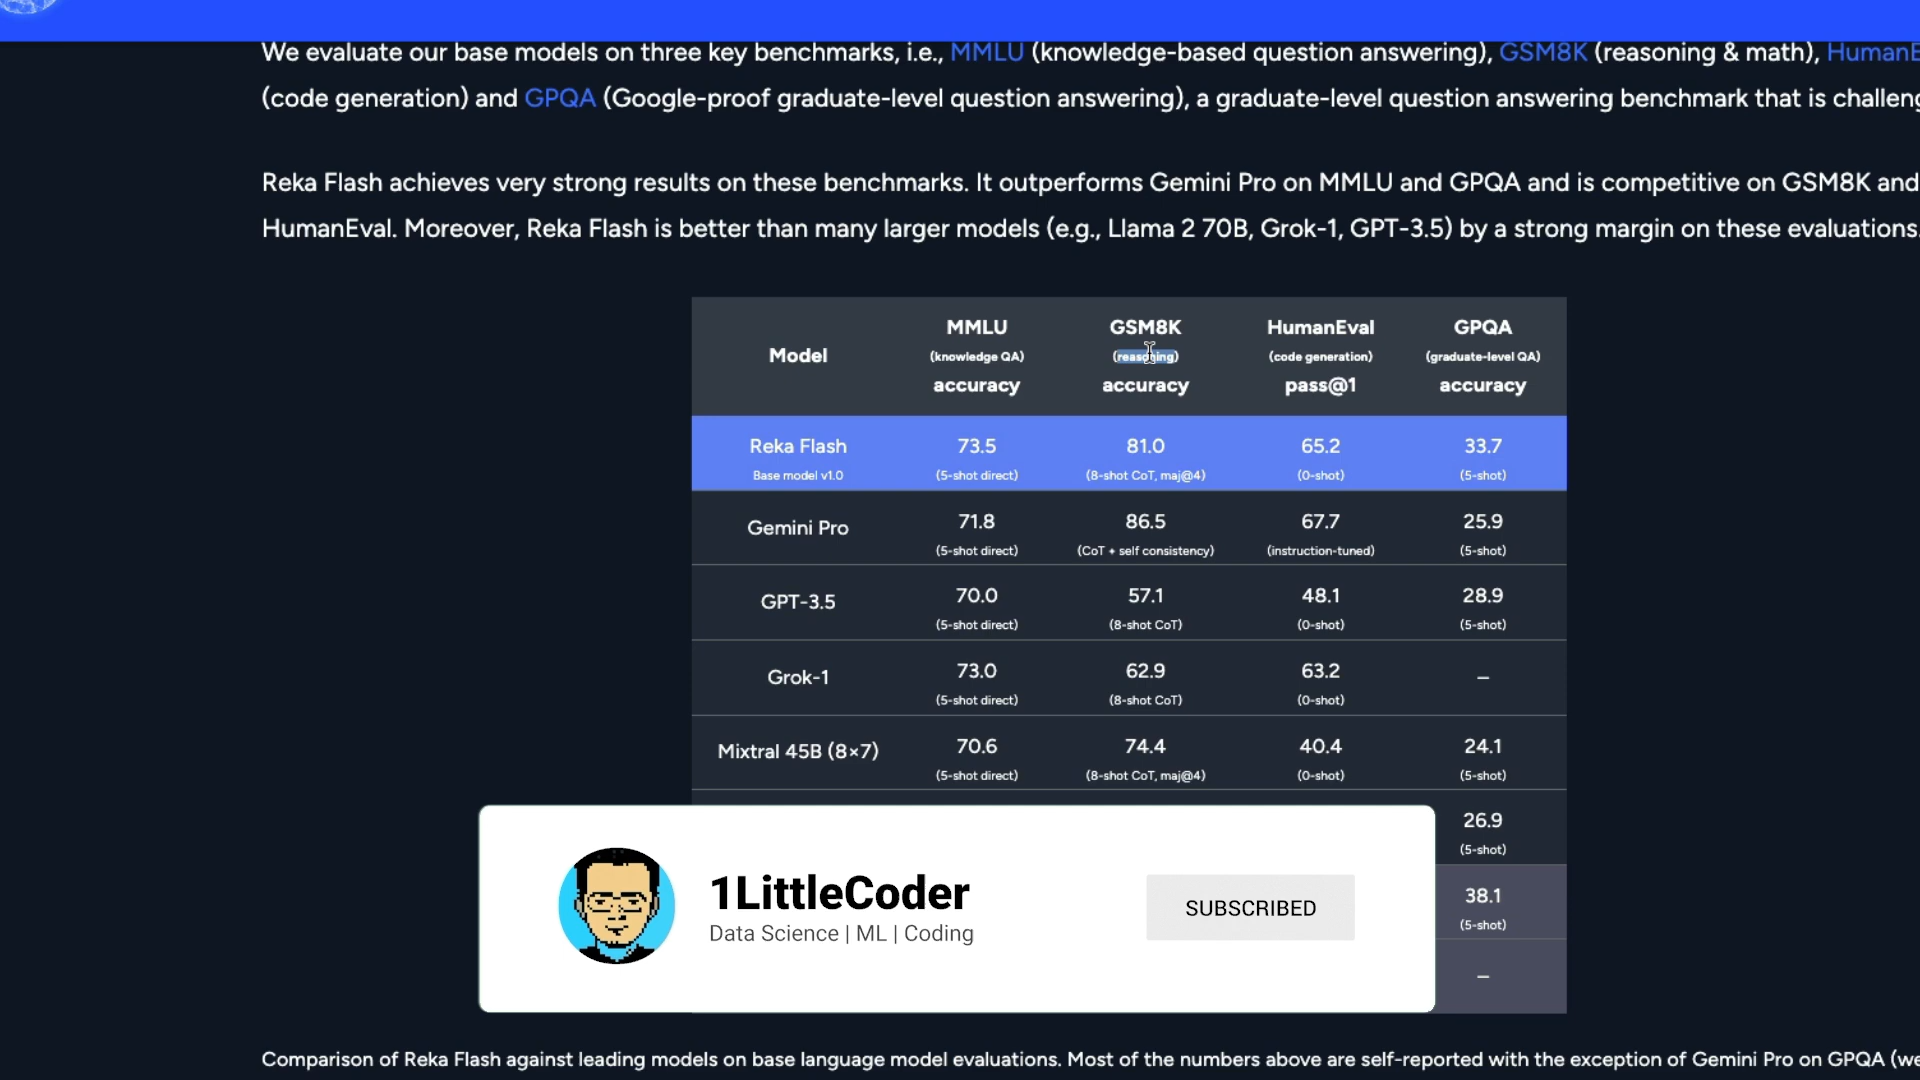 We evaluate our base models on three key benchmarks, i.e., MMLU (knowledge-based question answering), GSM8K (reasoning & math),
(code generation) and GPQA (Google-proof graduate-level question answering), a graduate-level question answering benchmark that is
Reka Flash achieves very strong results on these benchmarks. It outperforms Gemini Pro on MMLU and GPQA and is competitive on GSM8K and
HumanEval. Moreover, Reka Flash is better than many larger models (e.g., Llama 2 70B, Grok-1, GPT-3.5) by a strong margin on these evaluations.
MMLU GSM8K HumanEval GPQA
Model (knowledge QA) (reasoning) (code generation) (graduate-level QA)
accuracy accuracy pass@1 accuracy
Reka Flash 73.5 81.0 65.2 33.7
Base model v1.0 (5-shot direct) (8-shot CoT, maj@4) (0-shot) (5-shot)
Gemini Pro 71.8 86.5 67.7 25.9
(5-shot direct) (CoT + self consistency) (instruction-tuned) (5-shot)
GPT-3.5 70.0 57.1 48.1 28.9
(5-shot direct) (8-shot CoT) (0-shot) (5-shot)
Grok-1 73.0 62.9 63.2 –
(5-shot direct) (8-shot CoT) (0-shot)
Mixtral 45B (8×7) 70.6 74.4 40.4 24.1
(5-shot direct) (8-shot CoT, maj@4) (0-shot) (5-shot)
26.9
(5-shot)
38.1
(5-shot)
–
1LittleCoder
Data Science | ML | Coding
SUBSCRIBED
Comparison of Reka Flash against leading models on base language model evaluations. Most of the numbers above are self-reported with the exception of Gemini Pro on GPQA